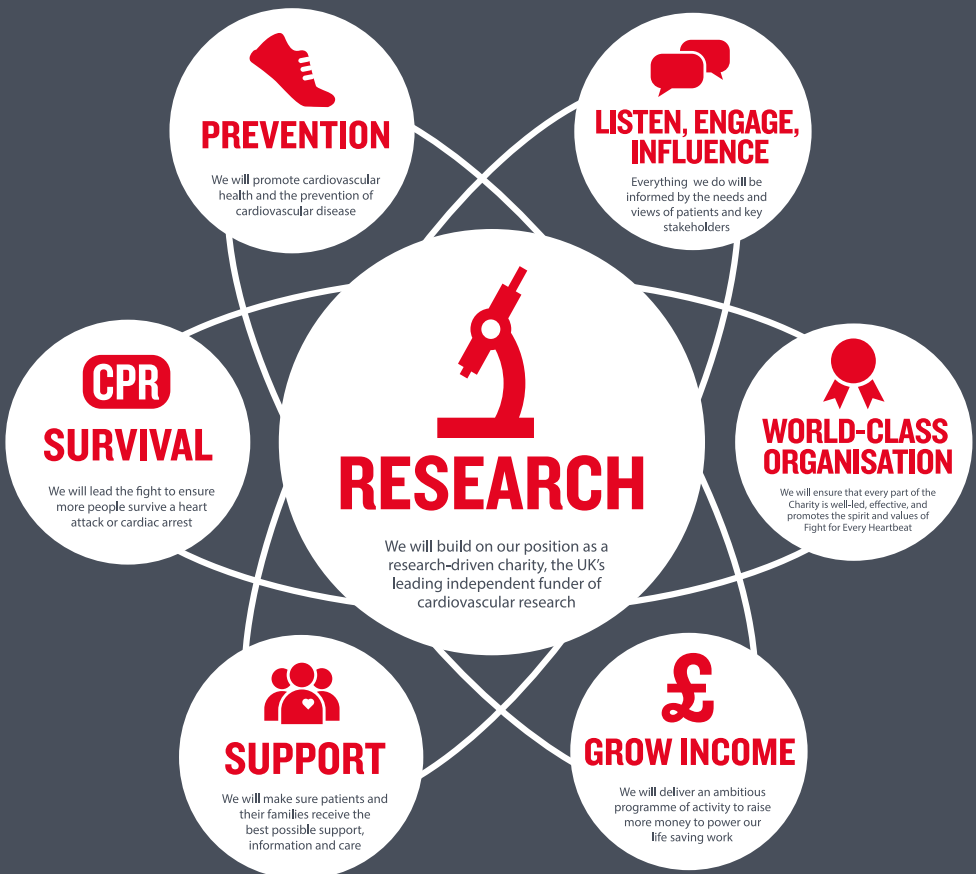 PREVENTION
We will promote cardiovascular
health and the prevention of
cardiovascular disease
LISTEN, ENGAGE,
INFLUENCE
Everything we do will be
informed by the needs and
views of patients and key
stakeholders
CPR
SURVIVAL
We will lead the fight to ensure
more people survive a heart
attack or cardiac arrest
RESEARCH
We will build on our position as a
research-driven charity, the UK’s
leading independent funder of
cardiovascular research
WORLD-CLASS
ORGANISATION
We will ensure that every part of the
Charity is well-led, effective, and
promotes the spirit and values of
Fight for Every Heartbeat
SUPPORT
We will make sure patients and
their families receive the
best possible support,
information and care
£
GROW INCOME
We will deliver an ambitious
programme of activity to raise
more money to power our
life saving work